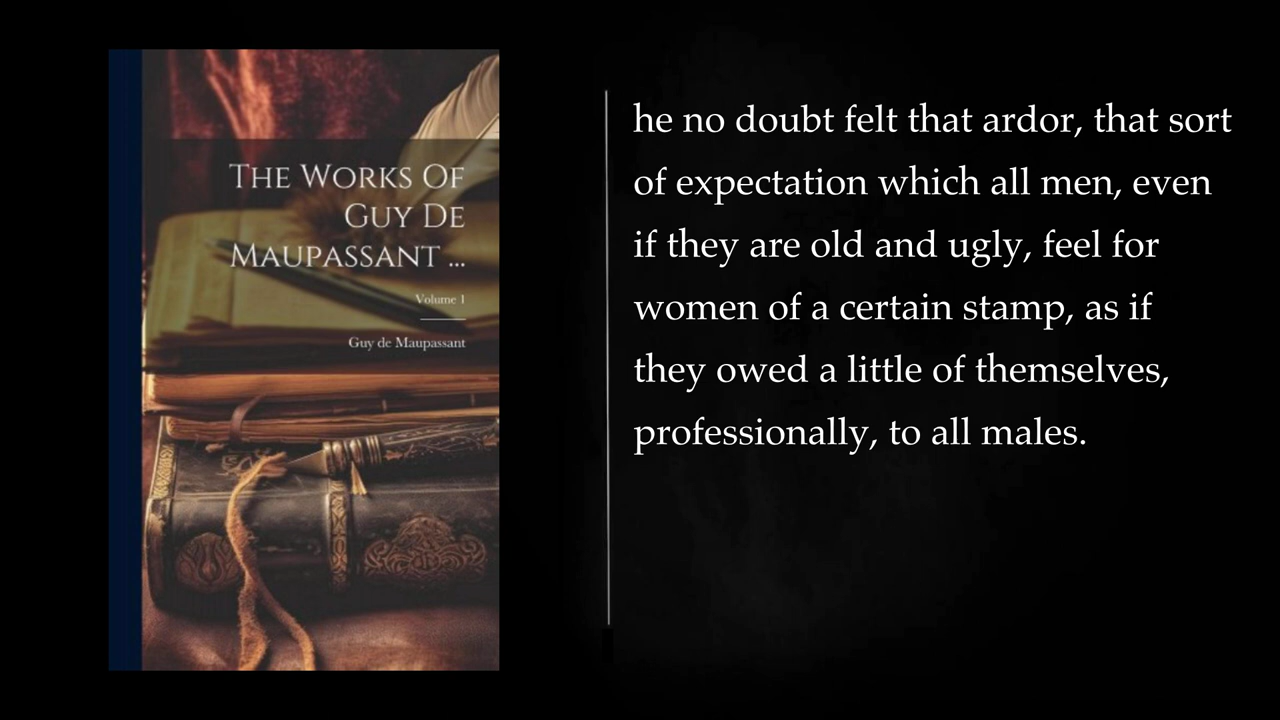 THE WORKS OF
GUY DE
MAUPASSANT ...
Volume 1
Guy de Maupassant
he no doubt felt that ardor, that sort
of expectation which all men, even
if they are old and ugly, feel for
women of a certain stamp, as if
they owed a little of themselves,
professionally, to all males.